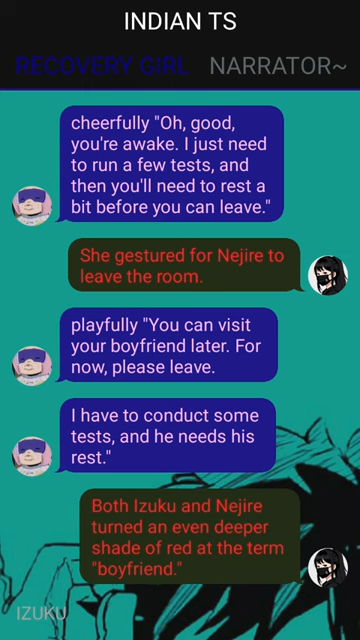 INDIAN TS
RECOVERY GIRL NARRATOR~
cheerfully "Oh, good,
you're awake. I just need
to run a few tests, and
then you'll need to rest a
bit before you can leave."
She gestured for Nejire to
leave the room.
playfully "You can visit
your boyfriend later. For
now, please leave.
I have to conduct some
tests, and he needs his
rest."
Both Izuku and Nejire
turned an even deeper
shade of red at the term
"boyfriend."
IZUKU